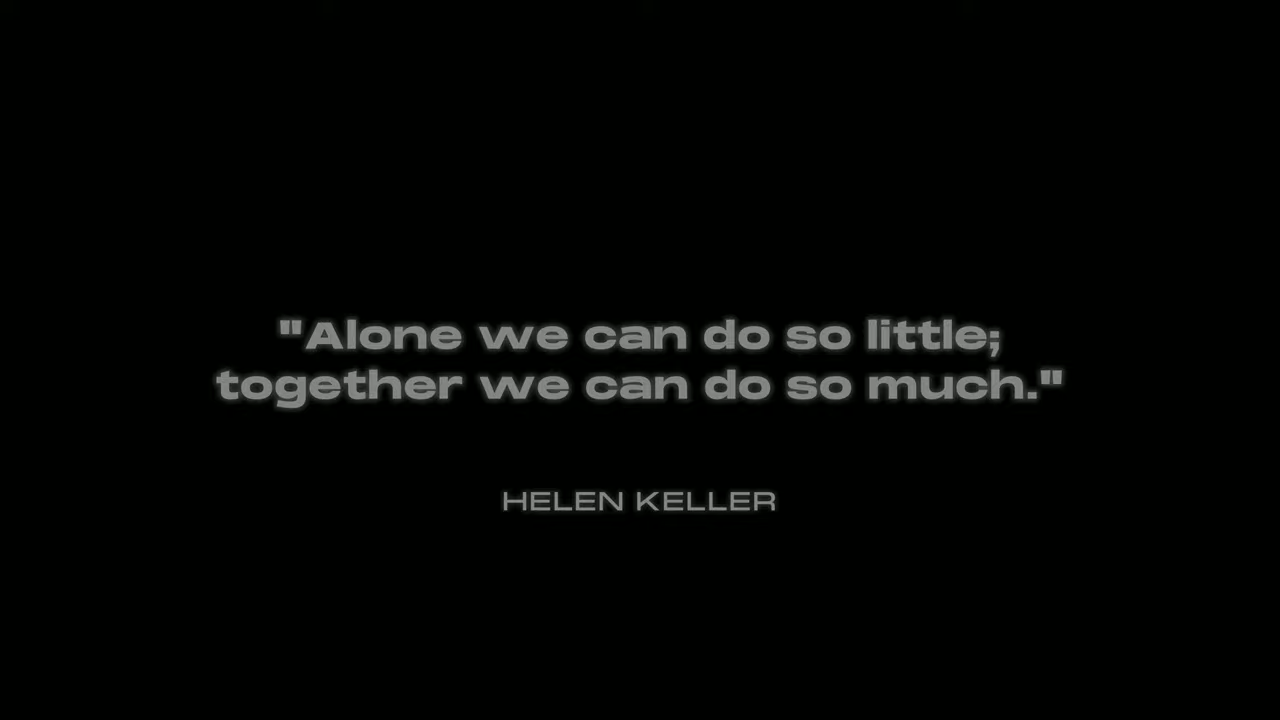 "Alone we can do so little;
together we can do so much."
HELEN KELLER